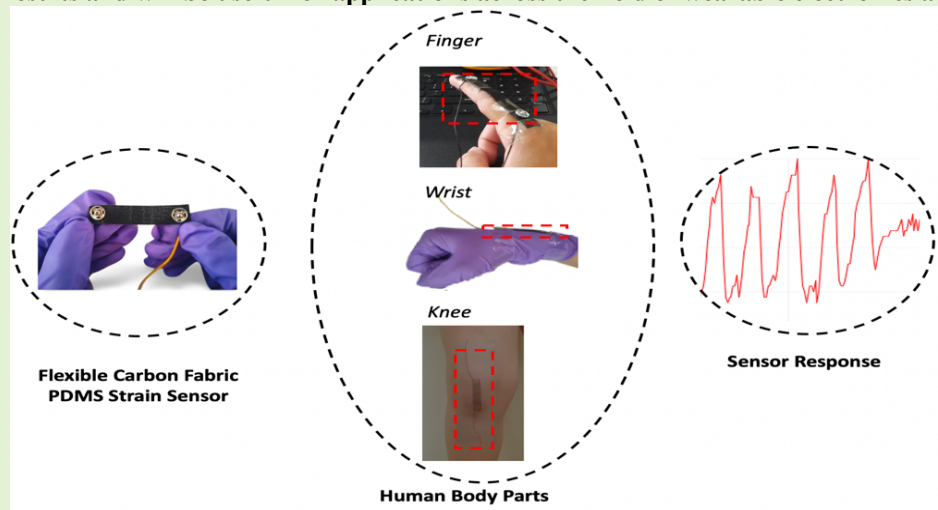 Finger
Wrist
Knee
Flexible Carbon Fabric
PDMS Strain Sensor
Sensor Response
Human Body Parts